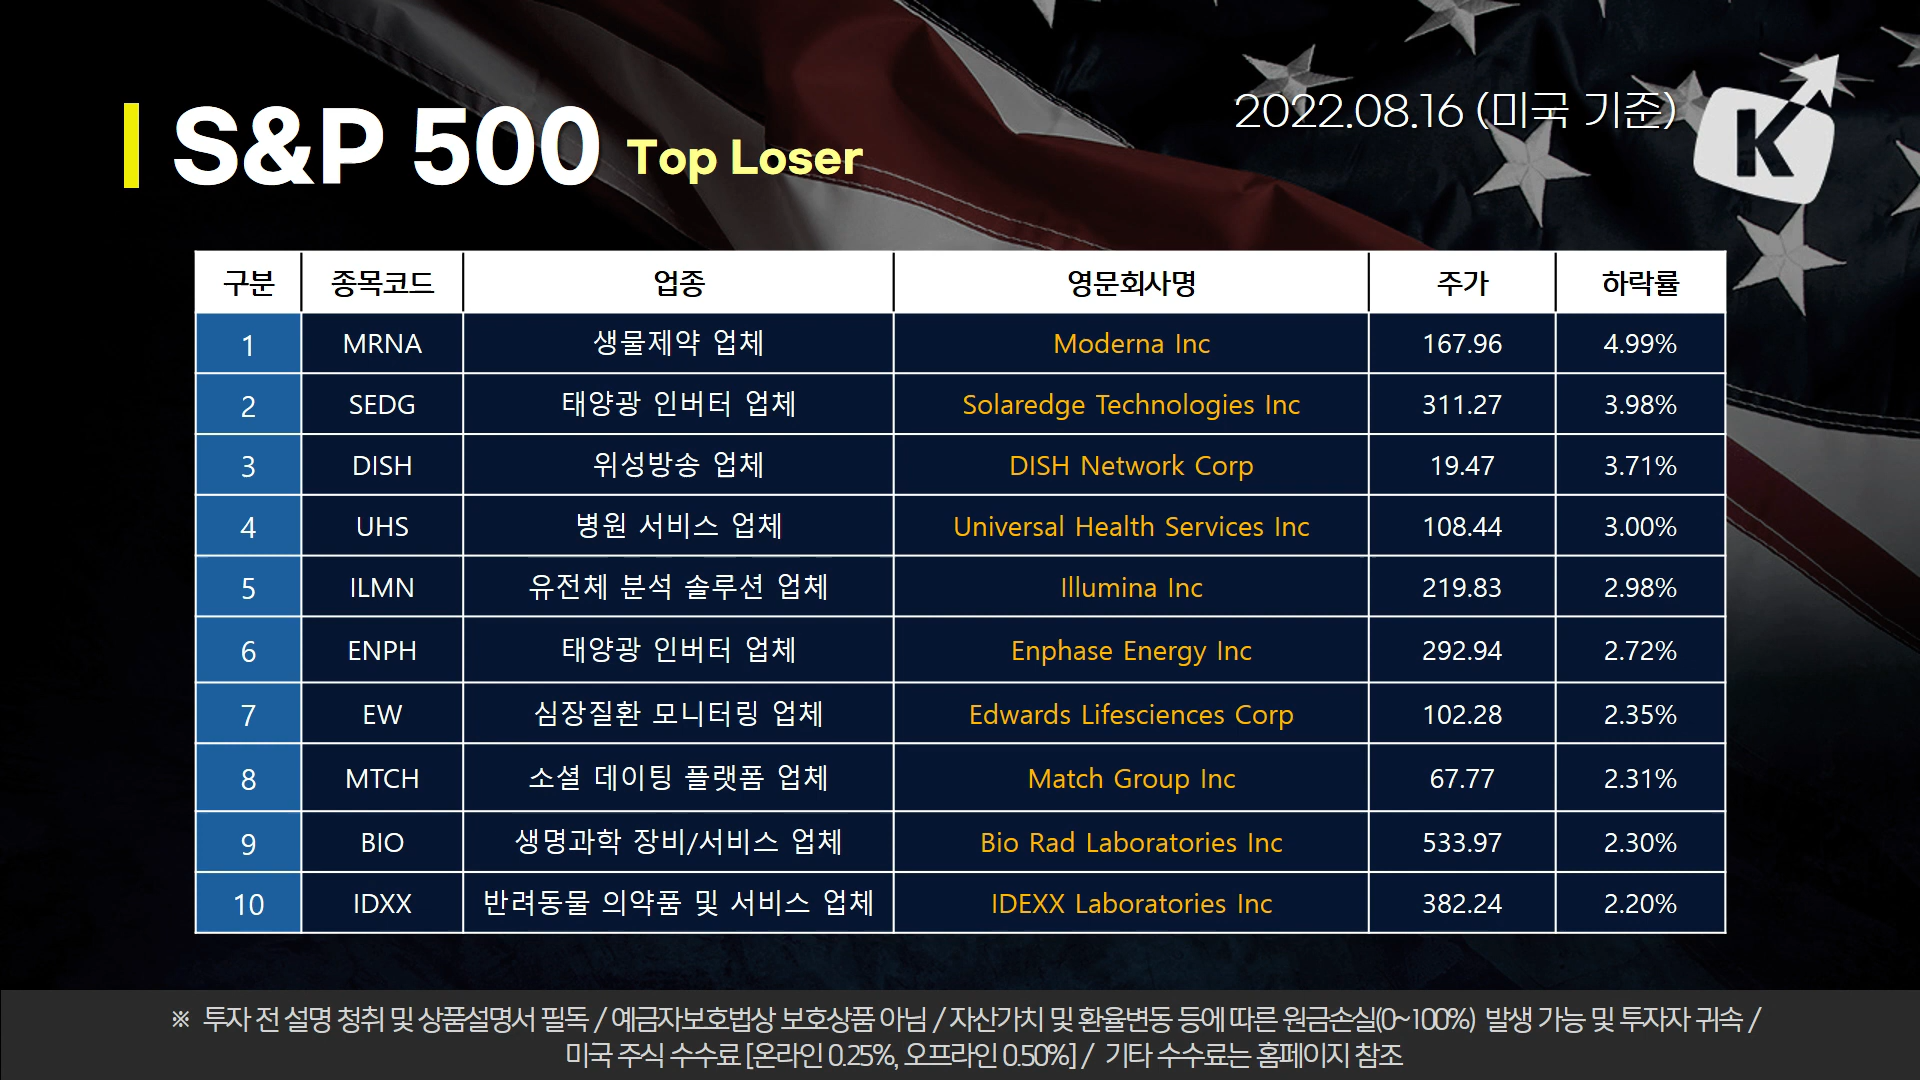 S&P 500 Top Loser
2022.08.16 (미국 기준)
K
구분 종목코드 업종 영문회사명 주가 하락률
1 MRNA 생물제약 업체 Moderna Inc 167.96 4.99%
2 SEDG 태양광 인버터 업체 Solaredge Technologies Inc 311.27 3.98%
3 DISH 위성방송 업체 DISH Network Corp 19.47 3.71%
4 UHS 병원 서비스 업체 Universal Health Services Inc 108.44 3.00%
5 ILMN 유전체 분석 솔루션 업체 Illumina Inc 219.83 2.98%
6 ENPH 태양광 인버터 업체 Enphase Energy Inc 292.94 2.72%
7 EW 심장질환 모니터링 업체 Edwards Lifesciences Corp 102.28 2.35%
8 MTCH 소셜 데이팅 플랫폼 업체 Match Group Inc 67.77 2.31%
9 BIO 생명과학 장비/서비스 업체 Bio Rad Laboratories Inc 533.97 2.30%
10 IDXX 반려동물 의약품 및 서비스 업체 IDEXX Laboratories Inc 382.24 2.20%
※ 투자 전 설명 청취 및 상품설명서 필독 / 예금자보호법상 보호상품 아님 / 자산가치 및 환율변동 등에 따른 원금손실(0~100%) 발생 가능 및 투자자 귀속 /
미국 주식 수수료 [온라인 0.25%, 오프라인 0.50%] / 기타 수수료는 홈페이지 참조